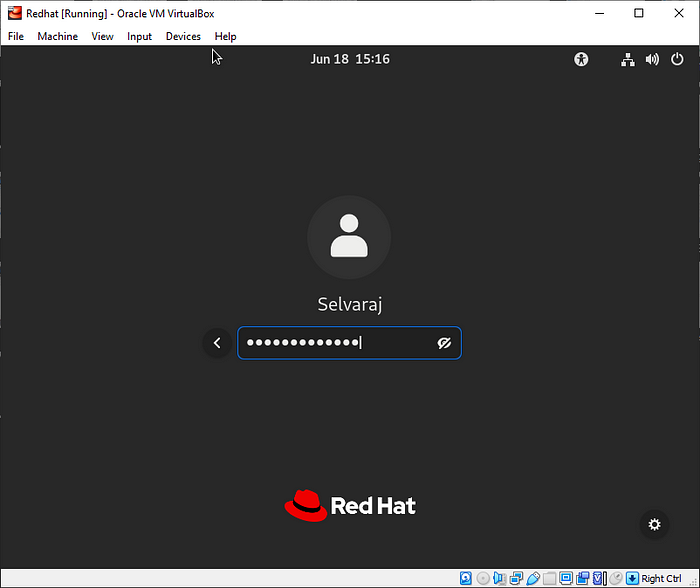 Redhat [Running] - Oracle VM VirtualBox
File Machine View Input Devices Help
Jun 18 15:16
Selvaraj
Red Hat
Right Ctrl